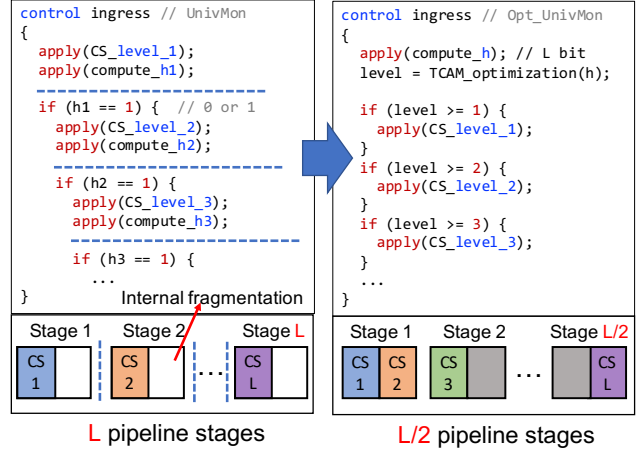 control ingress // UnivMon
{
apply(CS_level_1);
apply(compute_h1);
if (h1 == 1) { // 0 or 1
apply(CS_level_2);
apply(compute_h2);
if (h2 == 1) {
apply(CS_level_3);
apply(compute_h3);
if (h3 == 1) {
...
}
Internal fragmentation
Stage 1
Stage 2
Stage L
CS
1
CS
2
...
CS
L
L pipeline stages
control ingress // Opt_UnivMon
{
apply(compute_h); // L bit
level = TCAM_optimization(h);
if (level >= 1) {
apply(CS_level_1);
}
if (level >= 2) {
apply(CS_level_2);
}
if (level >= 3) {
apply(CS_level_3);
}
...
}
Stage 1
Stage 2
Stage L/2
CS
1
CS
2
CS
3
...
CS
L
L/2 pipeline stages